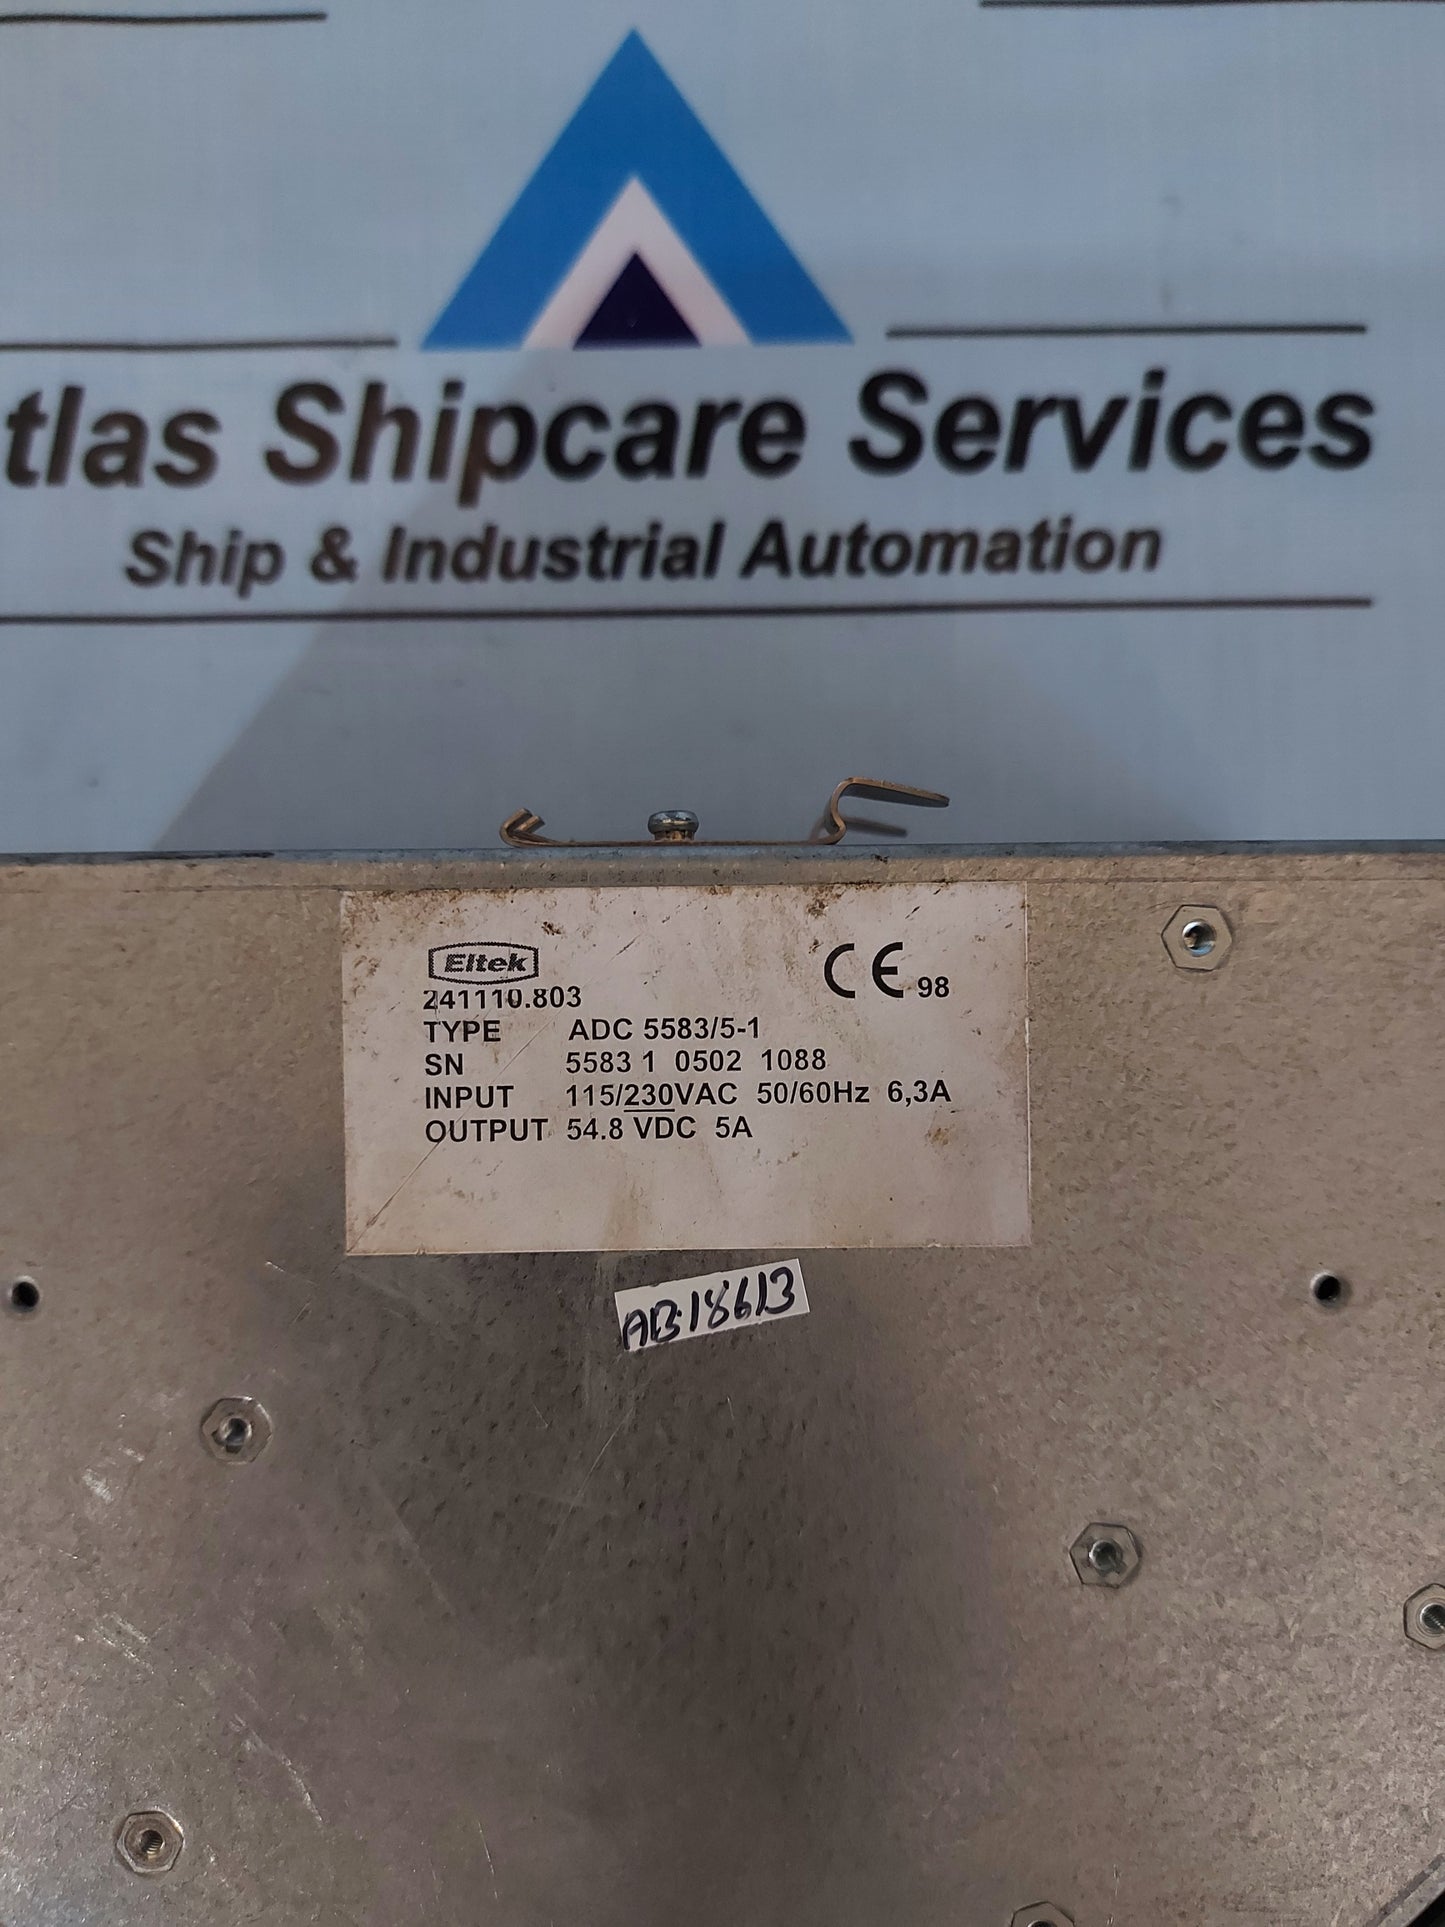 tlas Shipcare Services
Ship & Industrial Automation
Eltek
CE 98
241110.803
TYPE ADC 5583/5-1
SN 5583 1 0502 1088
INPUT 115/230VAC 50/60Hz 6,3A
OUTPUT 54.8 VDC 5A
AB18613